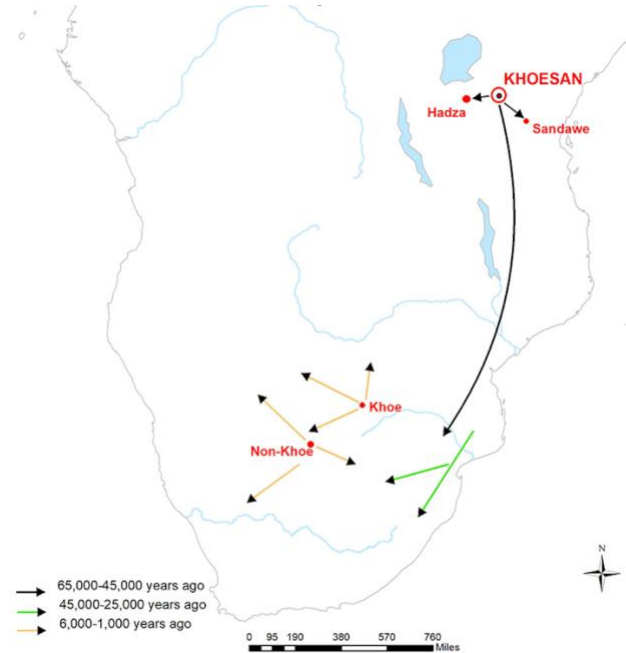 KHOESAN
Hadza
Sandawe
Khoe
Non-Khoe
N
65,000-45,000 years ago
45,000-25,000 years ago
6,000-1,000 years ago
0 95 190 380 570 760
Miles